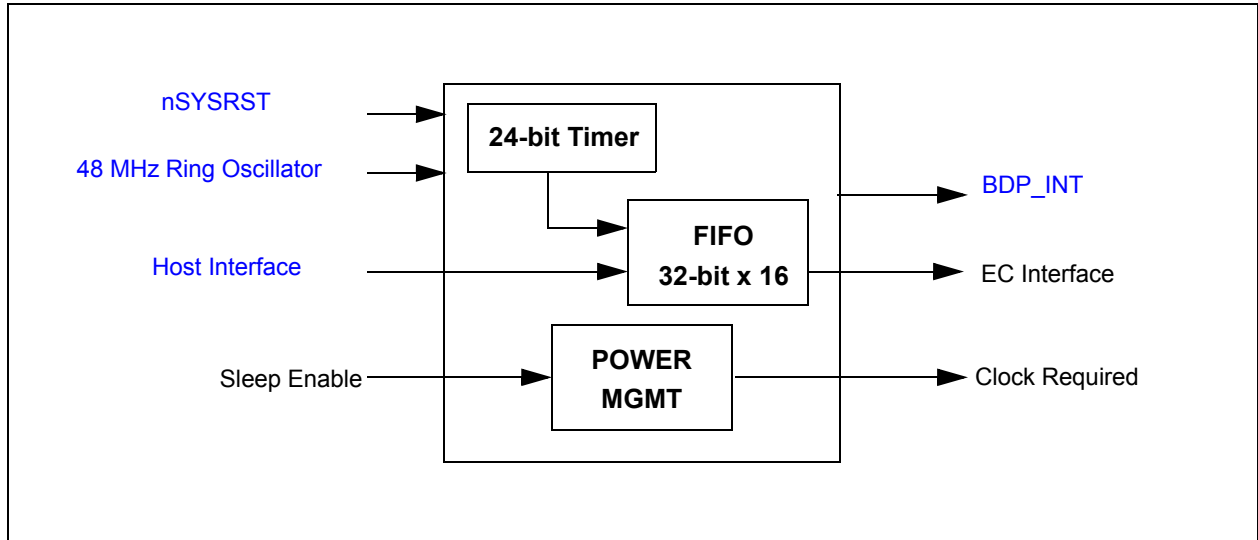 nSYSRST
48 MHz Ring Oscillator
Host Interface
Sleep Enable
24-bit Timer
FIFO
32-bit x 16
POWER
MGMT
BDP_INT
EC Interface
Clock Required